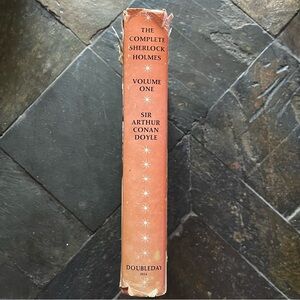 THE
COMPLETE
SHERLOCK
HOLMES
VOLUME
ONE
SIR
ARTHUR
CONAN
DOYLE
DOUBLEDAY